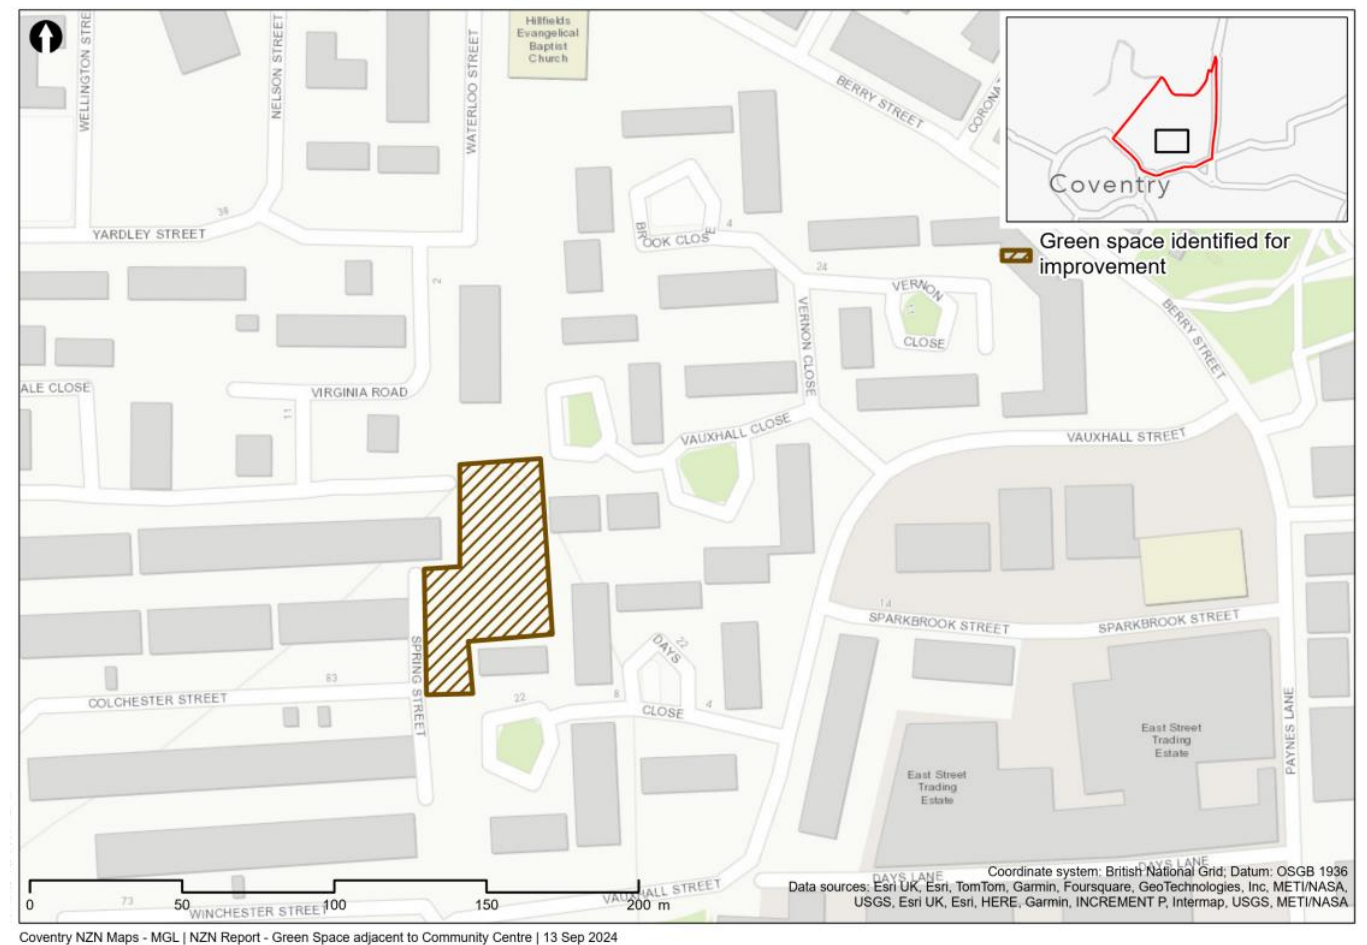 WELLINGTON STRE
NELSON STREET
WATERLOO STREET
Hillfields
Evangelical
Baptist
Church
BERRY STREET
CORONA
Coventry
Green space identified for
improvement
39
YARDLEY STREET
4
BROOK CLOSE
2
24
VERNON
11
CLOSE
VERNON CLOSE
BERRY STREET
ALE CLOSE
VIRGINIA ROAD
11
VAUXHALL CLOSE
VAUXHALL STREET
14
SPARKBROOK STREET
SPARKBROOK STREET
SPRING STREET
83
COLCHESTER STREET
22
DAYS
22
8
CLOSE
4
East Street
Trading
Estate
East Street
Trading
Estate
PAYNES LANE
DAYS LANE
DAYS LANE
VAUXHALL STREET
73
WINCHESTER STREET
0 50 100 150 200 m
Coordinate system: British National Grid; Datum: OSGB 1936
Data sources: Esri UK, Esri, TomTom, Garmin, Foursquare, GeoTechnologies, Inc, METI/NASA,
USGS, Esri UK, Esri, HERE, Garmin, INCREMENT P, Intermap, USGS, METI/NASA
Coventry NZN Maps - MGL | NZN Report - Green Space adjacent to Community Centre | 13 Sep 2024